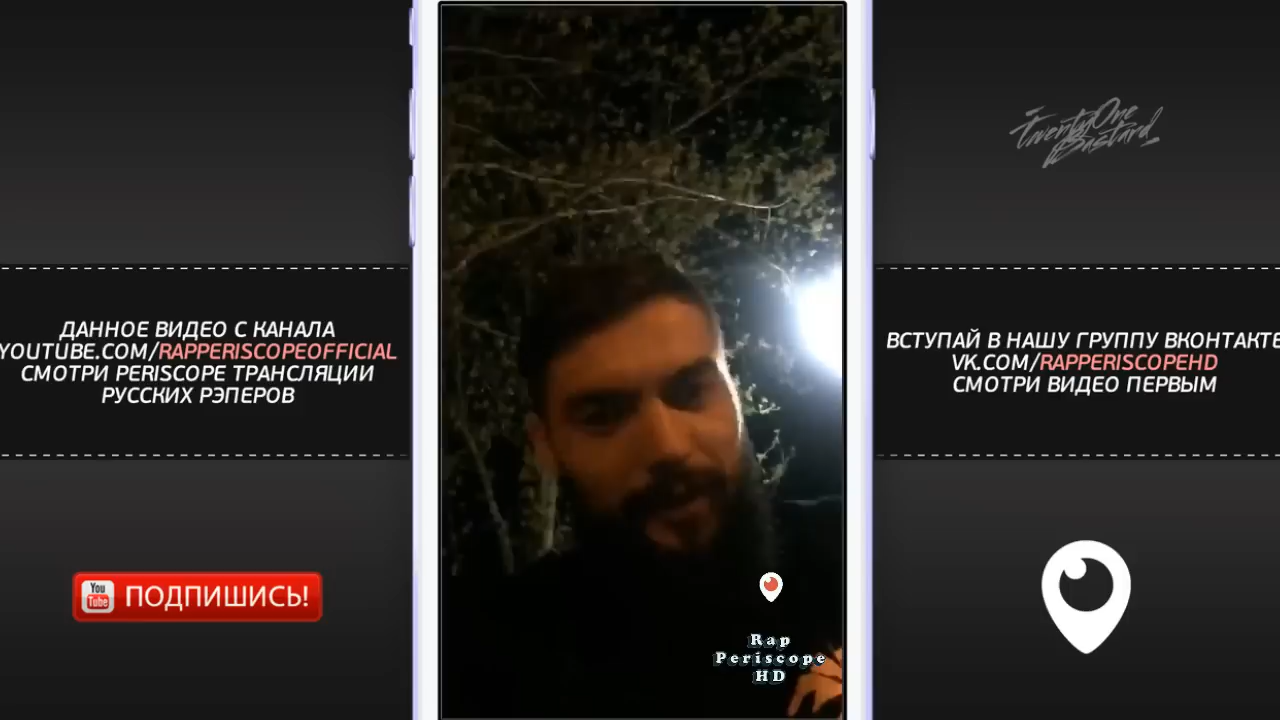 TwentyOne
Bastard
ДАННОЕ ВИДЕО С КАНАЛА
YOUTUBE.COM/RAPPERISCOPEOFFICIAL
СМОТРИ PERISCOPE ТРАНСЛЯЦИИ
РУССКИХ РЭПЕРОВ
ВСТУПАЙ В НАШУ ГРУППУ ВКОНТАКТЕ
VK.COM/RAPPERISCOPEHD
СМОТРИ ВИДЕО ПЕРВЫМ
You
Tube
ПОДПИШИСЬ!
Rap
Periscope
HD